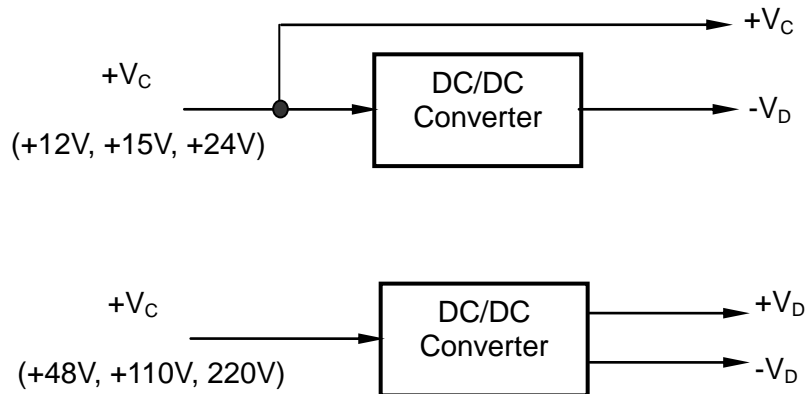 +VC
+VC
DC/DC
Converter
-VD
(+12V, +15V, +24V)
+VC
DC/DC
Converter
+VD
-VD
(+48V, +110V, 220V)